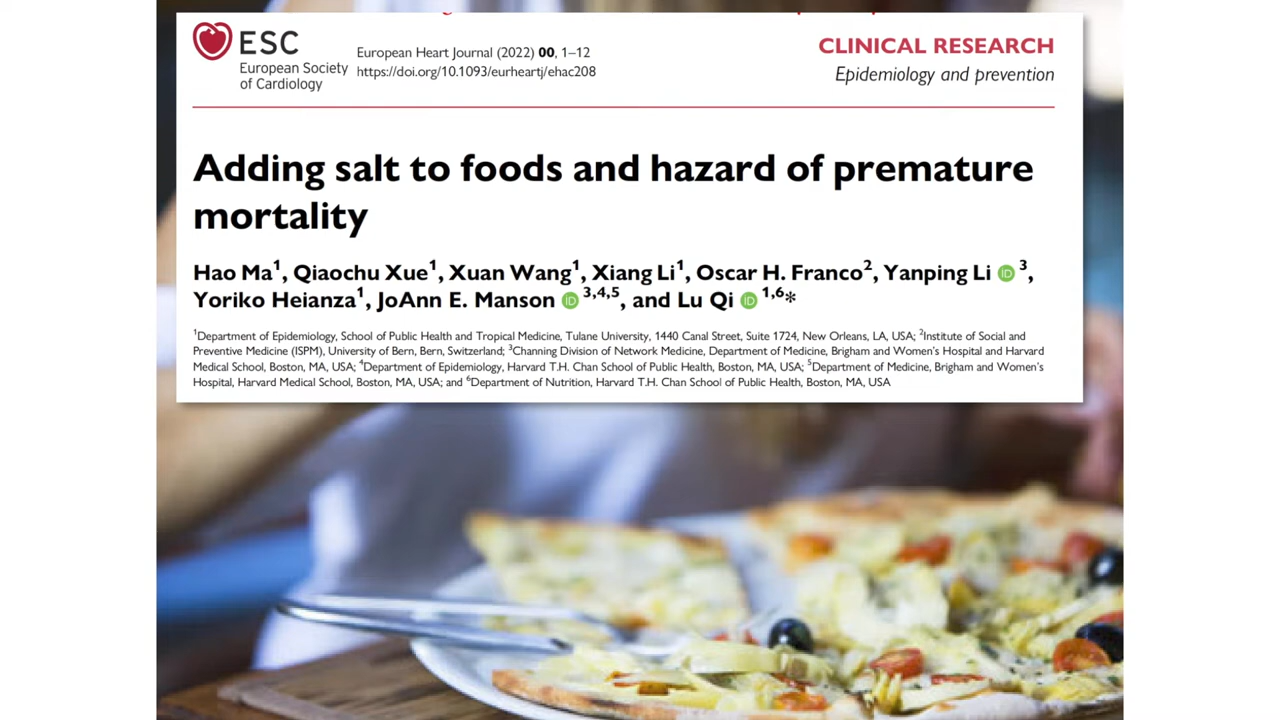 ESC
European Society
of Cardiology
European Heart Journal (2022) 00, 1–12
https://doi.org/10.1093/eurheartj/ehac208
CLINICAL RESEARCH
Epidemiology and prevention
Adding salt to foods and hazard of premature
mortality
Hao Ma1, Qiaochu Xue1, Xuan Wang1, Xiang Li1, Oscar H. Franco2, Yanping Li iD 3,
Yoriko Heianza1, JoAnn E. Manson iD 3,4,5, and Lu Qi iD 1,6*
1Department of Epidemiology, School of Public Health and Tropical Medicine, Tulane University, 1440 Canal Street, Suite 1724, New Orleans, LA, USA; 2Institute of Social and
Preventive Medicine (ISPM), University of Bern, Bern, Switzerland; 3Channing Division of Network Medicine, Department of Medicine, Brigham and Women's Hospital and Harvard
Medical School, Boston, MA, USA; 4Department of Epidemiology, Harvard T.H. Chan School of Public Health, Boston, MA, USA; 5Department of Medicine, Brigham and Women's
Hospital, Harvard Medical School, Boston, MA, USA; and 6Department of Nutrition, Harvard T.H. Chan School of Public Health, Boston, MA, USA